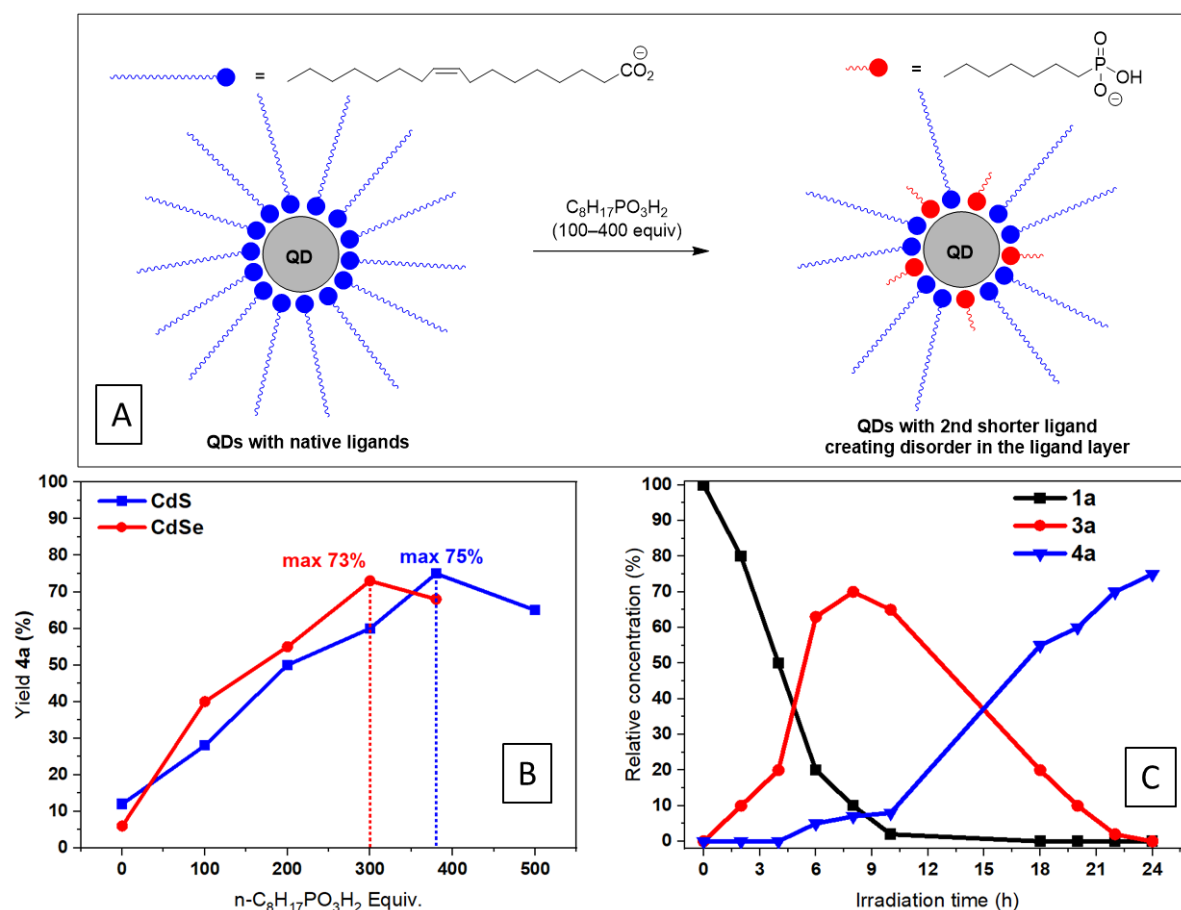 =
CO2⊖
=
O
P
OH
O
⊖
QD
C8H17PO3H2
(100–400 equiv)
QD
A
QDs with native ligands
QDs with 2nd shorter ligand
creating disorder in the ligand layer
100
90
80
70
60
50
40
30
20
10
0
Yield 4a (%)
CdS
CdSe
max 73%
max 75%
B
0 100 200 300 400 500
n-C8H17PO3H2 Equiv.
100
90
80
70
60
50
40
30
20
10
0
Relative concentration (%)
1a
3a
4a
C
0 3 6 9 12 15 18 21 24
Irradiation time (h)